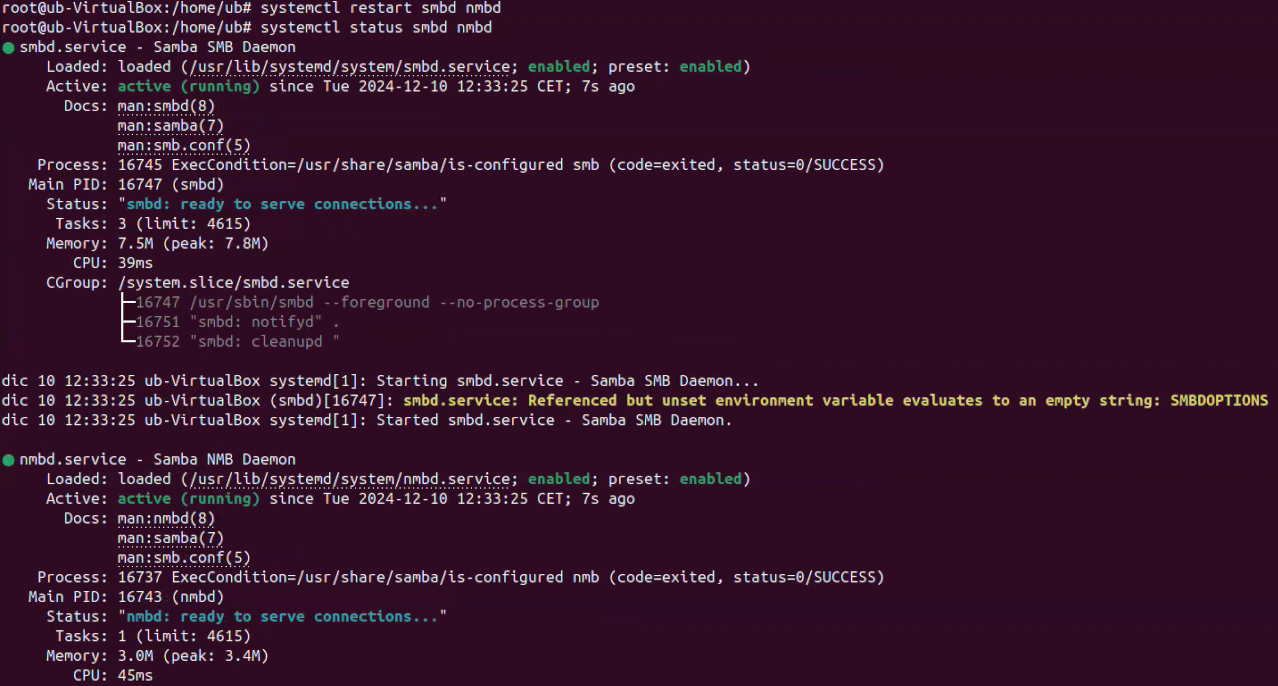 root@ub-VirtualBox:/home/ub# systemctl restart smbd nmbd
root@ub-VirtualBox:/home/ub# systemctl status smbd nmbd
● smbd.service - Samba SMB Daemon
     Loaded: loaded (/usr/lib/systemd/system/smbd.service; enabled; preset: enabled)
     Active: active (running) since Tue 2024-12-10 12:33:25 CET; 7s ago
       Docs: man:smbd(8)
             man:samba(7)
             man:smb.conf(5)
    Process: 16745 ExecCondition=/usr/share/samba/is-configured smb (code=exited, status=0/SUCCESS)
   Main PID: 16747 (smbd)
     Status: "smbd: ready to serve connections..."
      Tasks: 3 (limit: 4615)
     Memory: 7.5M (peak: 7.8M)
        CPU: 39ms
     CGroup: /system.slice/smbd.service
             ├─16747 /usr/sbin/smbd --foreground --no-process-group
             ├─16751 "smbd: notifyd" .
             └─16752 "smbd: cleanupd "
dic 10 12:33:25 ub-VirtualBox systemd[1]: Starting smbd.service - Samba SMB Daemon...
dic 10 12:33:25 ub-VirtualBox (smbd)[16747]: smbd.service: Referenced but unset environment variable evaluates to an empty string: SMBDOPTIONS
dic 10 12:33:25 ub-VirtualBox systemd[1]: Started smbd.service - Samba SMB Daemon.
● nmbd.service - Samba NMB Daemon
     Loaded: loaded (/usr/lib/systemd/system/nmbd.service; enabled; preset: enabled)
     Active: active (running) since Tue 2024-12-10 12:33:25 CET; 7s ago
       Docs: man:nmbd(8)
             man:samba(7)
             man:smb.conf(5)
    Process: 16737 ExecCondition=/usr/share/samba/is-configured nmb (code=exited, status=0/SUCCESS)
   Main PID: 16743 (nmbd)
     Status: "nmbd: ready to serve connections..."
      Tasks: 1 (limit: 4615)
     Memory: 3.0M (peak: 3.4M)
        CPU: 45ms